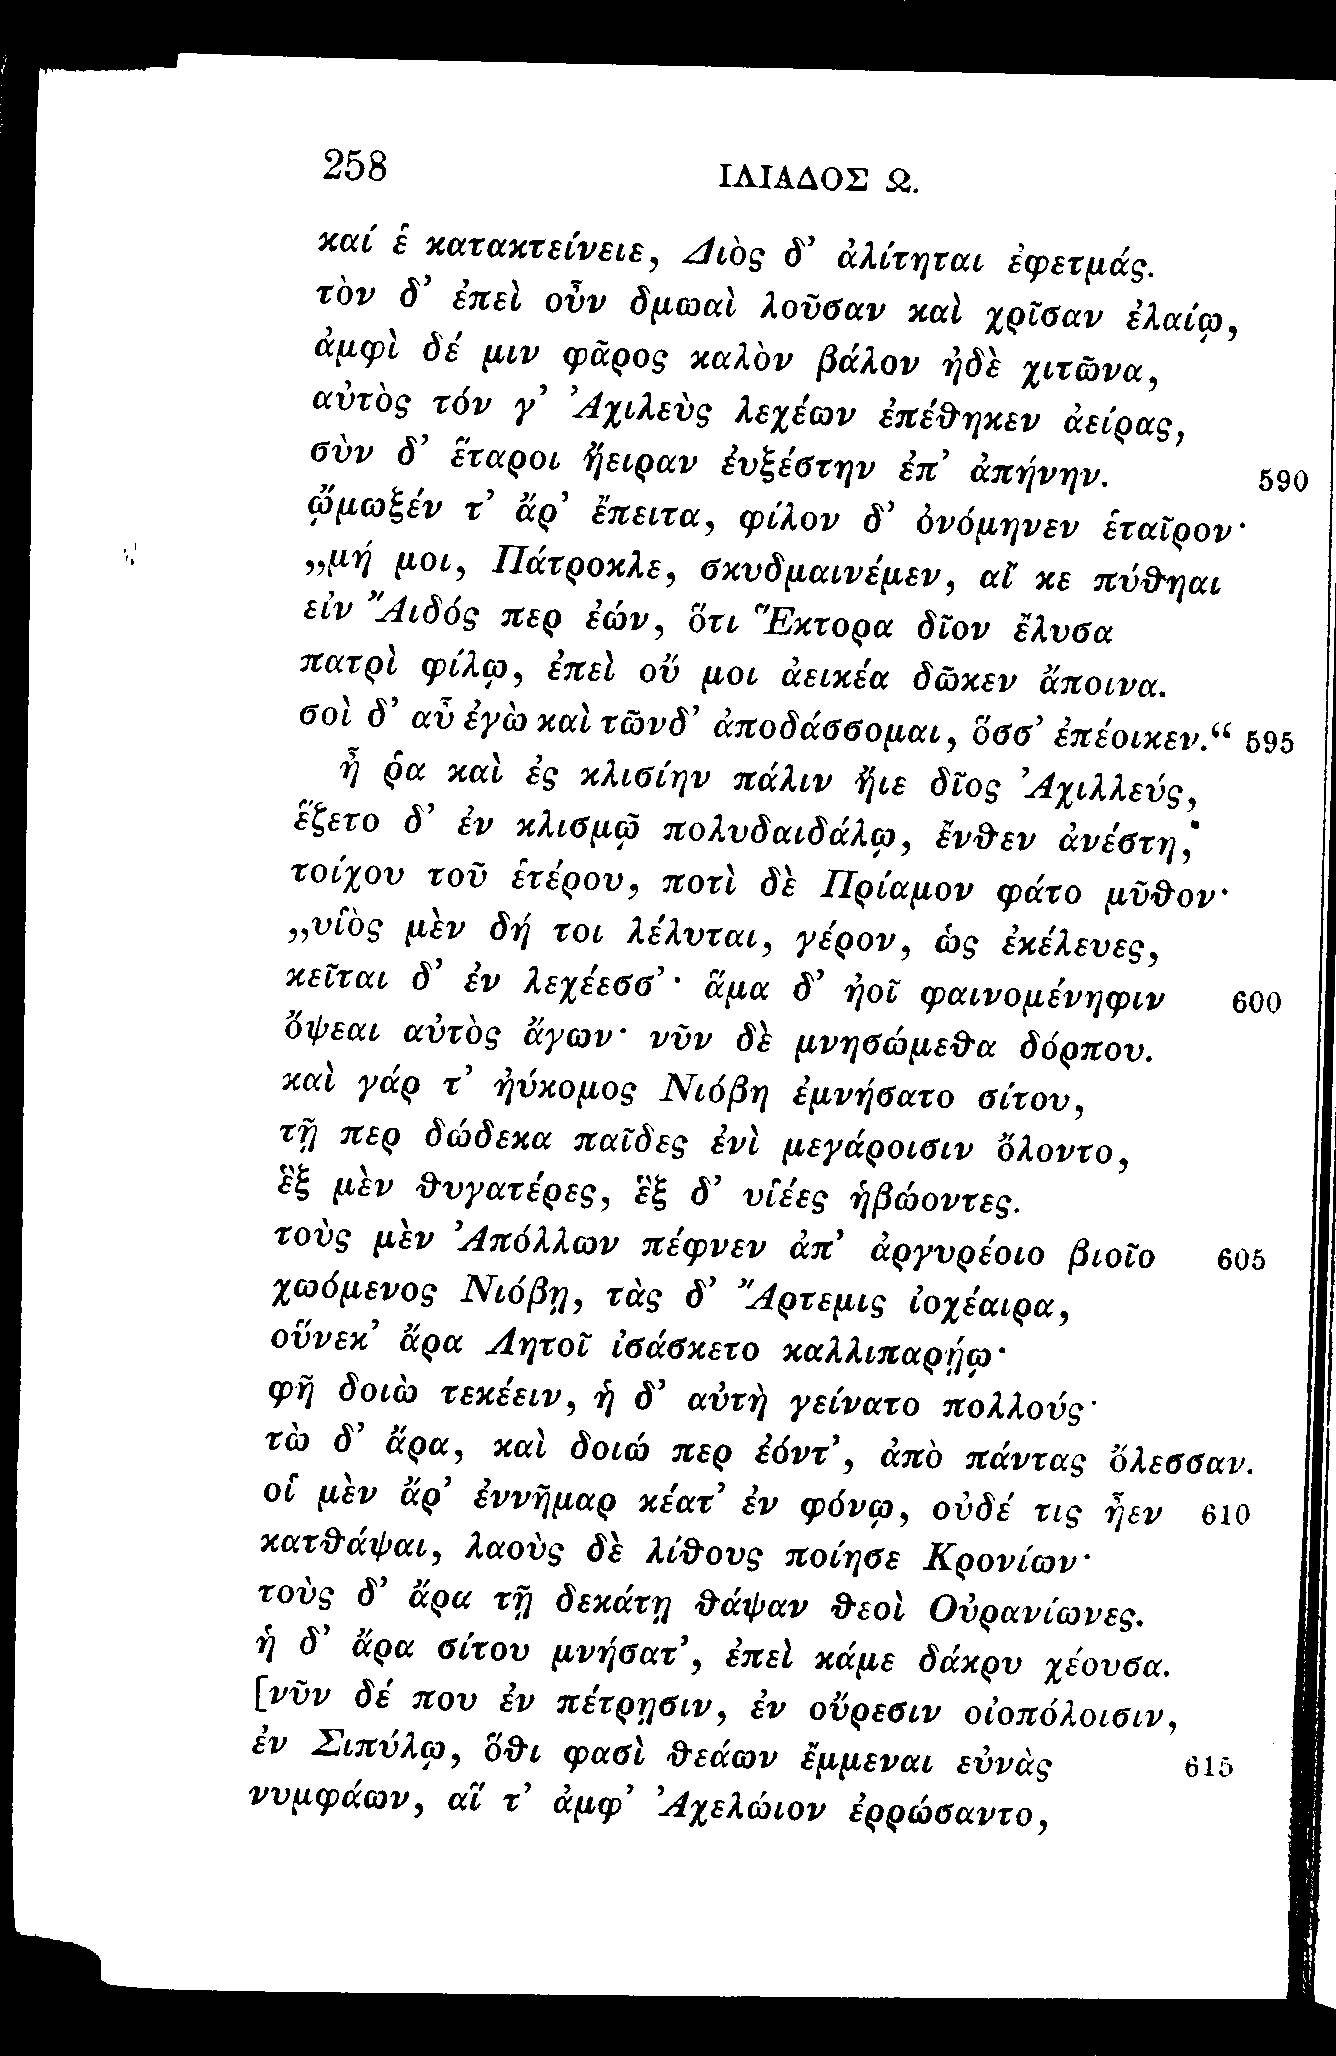 258 ΙΛΙΑΔΟΣ Ω.
καί ἑ κατακτείνειε, Διὸς δ’ ἀλίτηται ἐφετμάς.
τὸν δ’ ἐπεὶ οὖν δμωαὶ λοῦσαν καὶ χρῖσαν ἐλαίῳ,
ἀμφὶ δέ μιν φᾶρος καλὸν βάλον ἠδὲ χιτῶνα,
αὐτὸς τόν γ’ Ἀχιλεὺς λεχέων ἐπέθηκεν ἀείρας,
σὺν δ’ ἕταροι ἤειραν ἐυξέστην ἐπ’ ἀπήνην. 590
ᾤμωξέν τ’ ἄρ’ ἔπειτα, φίλον δ’ ὀνόμηνεν ἑταῖρον·
„μή μοι, Πάτροκλε, σκυδμαινέμεν, αἴ κε πύθηαι
εἰν Ἄιδός περ ἐών, ὅτι Ἕκτορα δῖον ἔλυσα
πατρὶ φίλῳ, ἐπεὶ οὔ μοι ἀεικέα δῶκεν ἄποινα.
σοὶ δ’ αὖ ἐγὼ καὶ τῶνδ’ ἀποδάσσομαι, ὅσσ’ ἐπέοικεν.“ 595
ἦ ῥα καὶ ἐς κλισίην πάλιν ἤιε δῖος Ἀχιλλεύς,
ἕζετο δ’ ἐν κλισμῷ πολυδαιδάλῳ, ἔνθεν ἀνέστη,
τοίχου τοῦ ἑτέρου, ποτὶ δὲ Πρίαμον φάτο μῦθον·
„υἱὸς μὲν δή τοι λέλυται, γέρον, ὡς ἐκέλευες,
κεῖται δ’ ἐν λεχέεσσ’· ἅμα δ’ ἠοῖ φαινομένηφιν 600
ὄψεαι αὐτὸς ἄγων· νῦν δὲ μνησώμεθα δόρπου.
καὶ γάρ τ’ ἠύκομος Νιόβη ἐμνήσατο σίτου,
τῇ περ δώδεκα παῖδες ἐνὶ μεγάροισιν ὄλοντο,
ἓξ μὲν θυγατέρες, ἓξ δ’ υἱέες ἡβώοντες.
τοὺς μὲν Ἀπόλλων πέφνεν ἀπ’ ἀργυρέοιο βιοῖο 605
χωόμενος Νιόβῃ, τὰς δ’ Ἄρτεμις ἰοχέαιρα,
οὕνεκ’ ἄρα Λητοῖ ἰσάσκετο καλλιπαρῄῳ·
φῆ δοιὼ τεκέειν, ἡ δ’ αὐτὴ γείνατο πολλούς·
τὼ δ’ ἄρα, καὶ δοιώ περ ἐόντ’, ἀπὸ πάντας ὄλεσσαν.
οἱ μὲν ἄρ’ ἐννῆμαρ κέατ’ ἐν φόνῳ, οὐδέ τις ἦεν 610
κατθάψαι, λαοὺς δὲ λίθους ποίησε Κρονίων·
τοὺς δ’ ἄρα τῇ δεκάτῃ θάψαν θεοὶ Οὐρανίωνες.
ἡ δ’ ἄρα σίτου μνήσατ’, ἐπεὶ κάμε δάκρυ χέουσα.
[νῦν δέ που ἐν πέτρῃσιν, ἐν οὔρεσιν οἰοπόλοισιν,
ἐν Σιπύλῳ, ὅθι φασὶ θεάων ἔμμεναι εὐνὰς 615
νυμφάων, αἵ τ’ ἀμφ’ Ἀχελώιον ἐρρώσαντο,